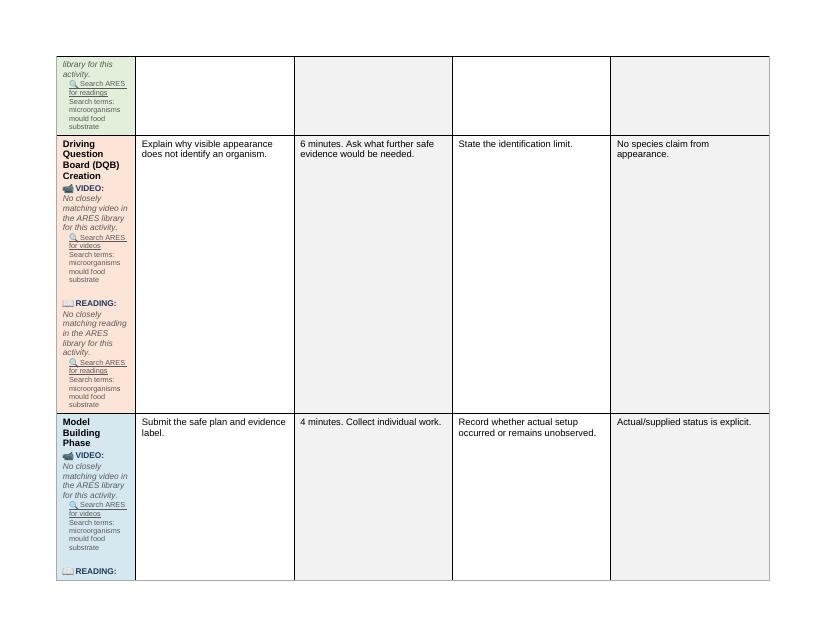 library for this
activity.
🔍 Search ARES
for readings
Search terms:
microorganisms
mould food
substrate
Driving
Question
Board (DQB)
Creation
📹 VIDEO:
No closely
matching video in
the ARES library
for this activity.
🔍 Search ARES
for videos
Search terms:
microorganisms
mould food
substrate
📖 READING:
No closely
matching reading
in the ARES
library for this
activity.
🔍 Search ARES
for readings
Search terms:
microorganisms
mould food
substrate
Explain why visible appearance
does not identify an organism.
6 minutes. Ask what further safe
evidence would be needed.
State the identification limit.
No species claim from
appearance.
Model
Building
Phase
📹 VIDEO:
No closely
matching video in
the ARES library
for this activity.
🔍 Search ARES
for videos
Search terms:
microorganisms
mould food
substrate
📖 READING:
Submit the safe plan and evidence
label.
4 minutes. Collect individual work.
Record whether actual setup
occurred or remains unobserved.
Actual/supplied status is explicit.